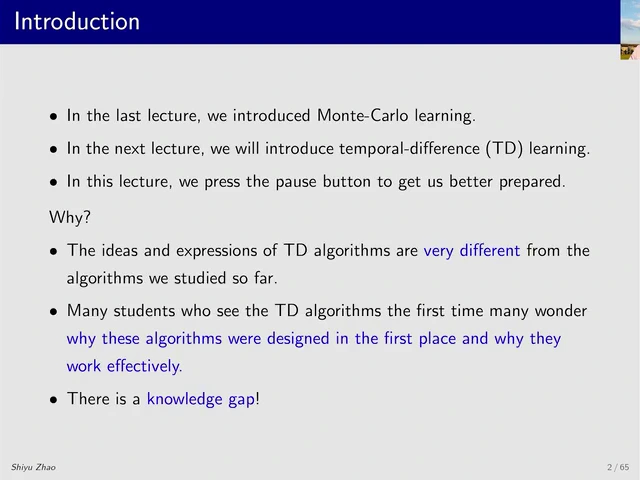 Introduction
• In the last lecture, we introduced Monte-Carlo learning.
• In the next lecture, we will introduce temporal-difference (TD) learning.
• In this lecture, we press the pause button to get us better prepared.
Why?
• The ideas and expressions of TD algorithms are very different from the
algorithms we studied so far.
• Many students who see the TD algorithms the first time many wonder
why these algorithms were designed in the first place and why they
work effectively.
• There is a knowledge gap!
Shiyu Zhao
2 / 65